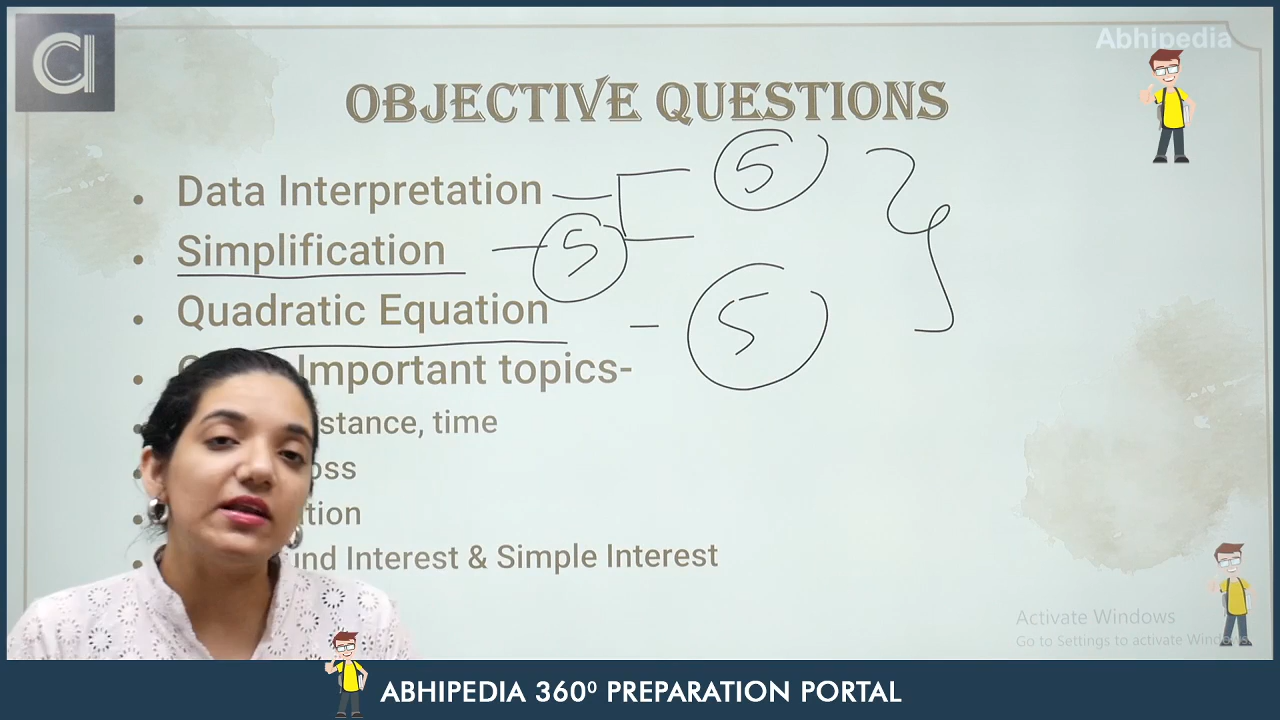 Abhipedia
OBJECTIVE QUESTIONS
Data Interpretation 5
Simplification 5
Quadratic Equation 5
Important topics-
stance, time
oss
tion
und Interest & Simple Interest
Activate Windows
Go to Settings to activate Windows
ABHIPEDIA 360⁰ PREPARATION PORTAL